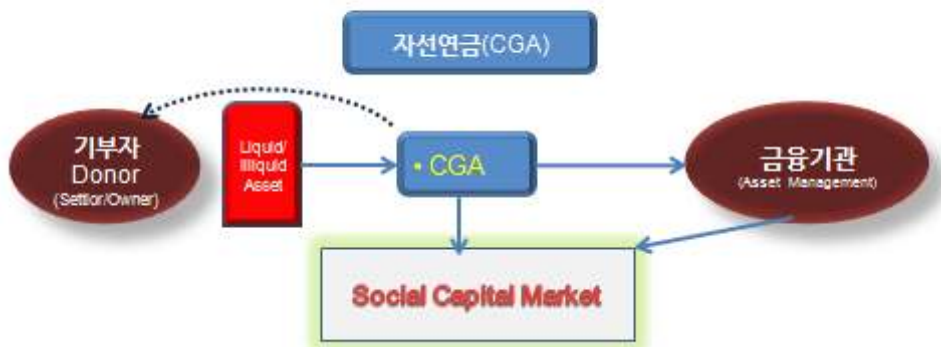 자선연금(CGA)
기부자
Donor
(Settlor/Owner)
Liquid/
Illiquid
Asset
• CGA
금융기관
(Asset Management)
Social Capital Market